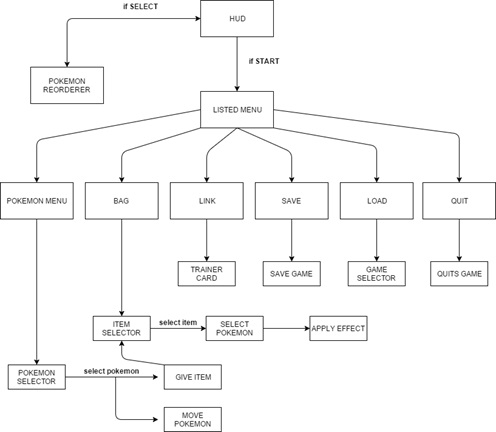 if SELECT
HUD
if START
POKEMON
REORDERER
LISTED MENU
POKEMON MENU
BAG
LINK
SAVE
LOAD
QUIT
TRAINER
CARD
SAVE GAME
GAME
SELECTOR
QUITS GAME
ITEM
SELECTOR
select item
SELECT
POKEMON
APPLY EFFECT
POKEMON
SELECTOR
select pokemon
GIVE ITEM
MOVE
POKEMON